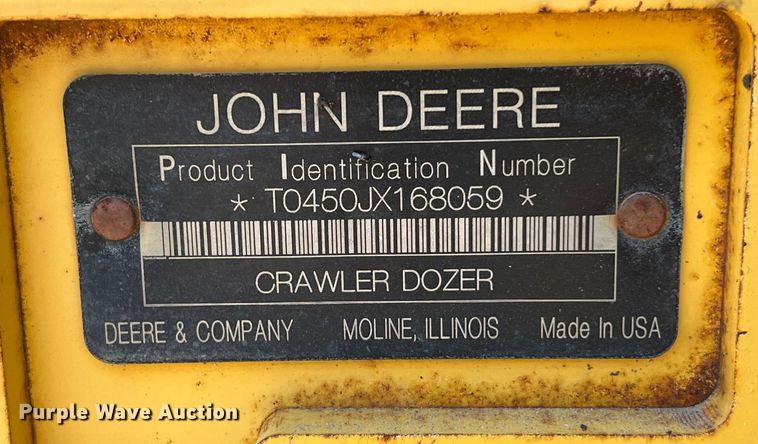 JOHN DEERE
Product Identification Number
* T0450JX168059 *
CRAWLER DOZER
DEERE & COMPANY MOLINE, ILLINOIS Made In USA
Purple Wave Auction